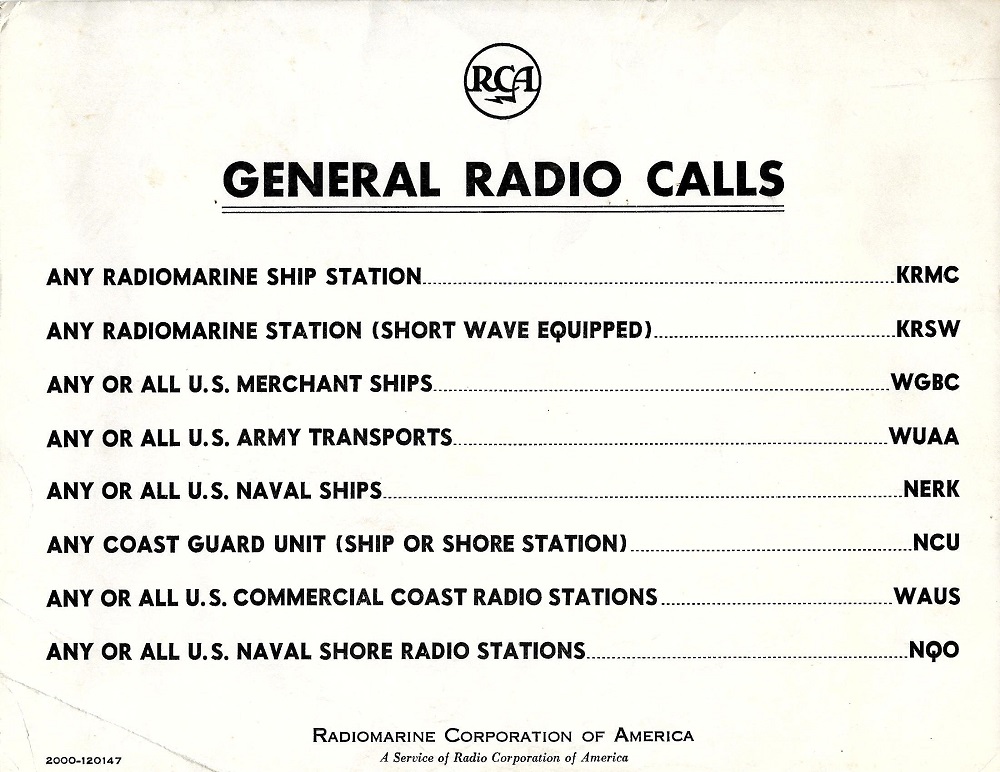 RCA
GENERAL RADIO CALLS
ANY RADIOMARINE SHIP STATION........KRMC
ANY RADIOMARINE STATION (SHORT WAVE EQUIPPED)........KRSW
ANY OR ALL U.S. MERCHANT SHIPS........WGBC
ANY OR ALL U.S. ARMY TRANSPORTS........WUAA
ANY OR ALL U.S. NAVAL SHIPS........NERK
ANY COAST GUARD UNIT (SHIP OR SHORE STATION)........NCU
ANY OR ALL U.S. COMMERCIAL COAST RADIO STATIONS........WAUS
ANY OR ALL U.S. NAVAL SHORE RADIO STATIONS........NQO
RADIOMARINE CORPORATION OF AMERICA
A Service of Radio Corporation of America
2000-120147